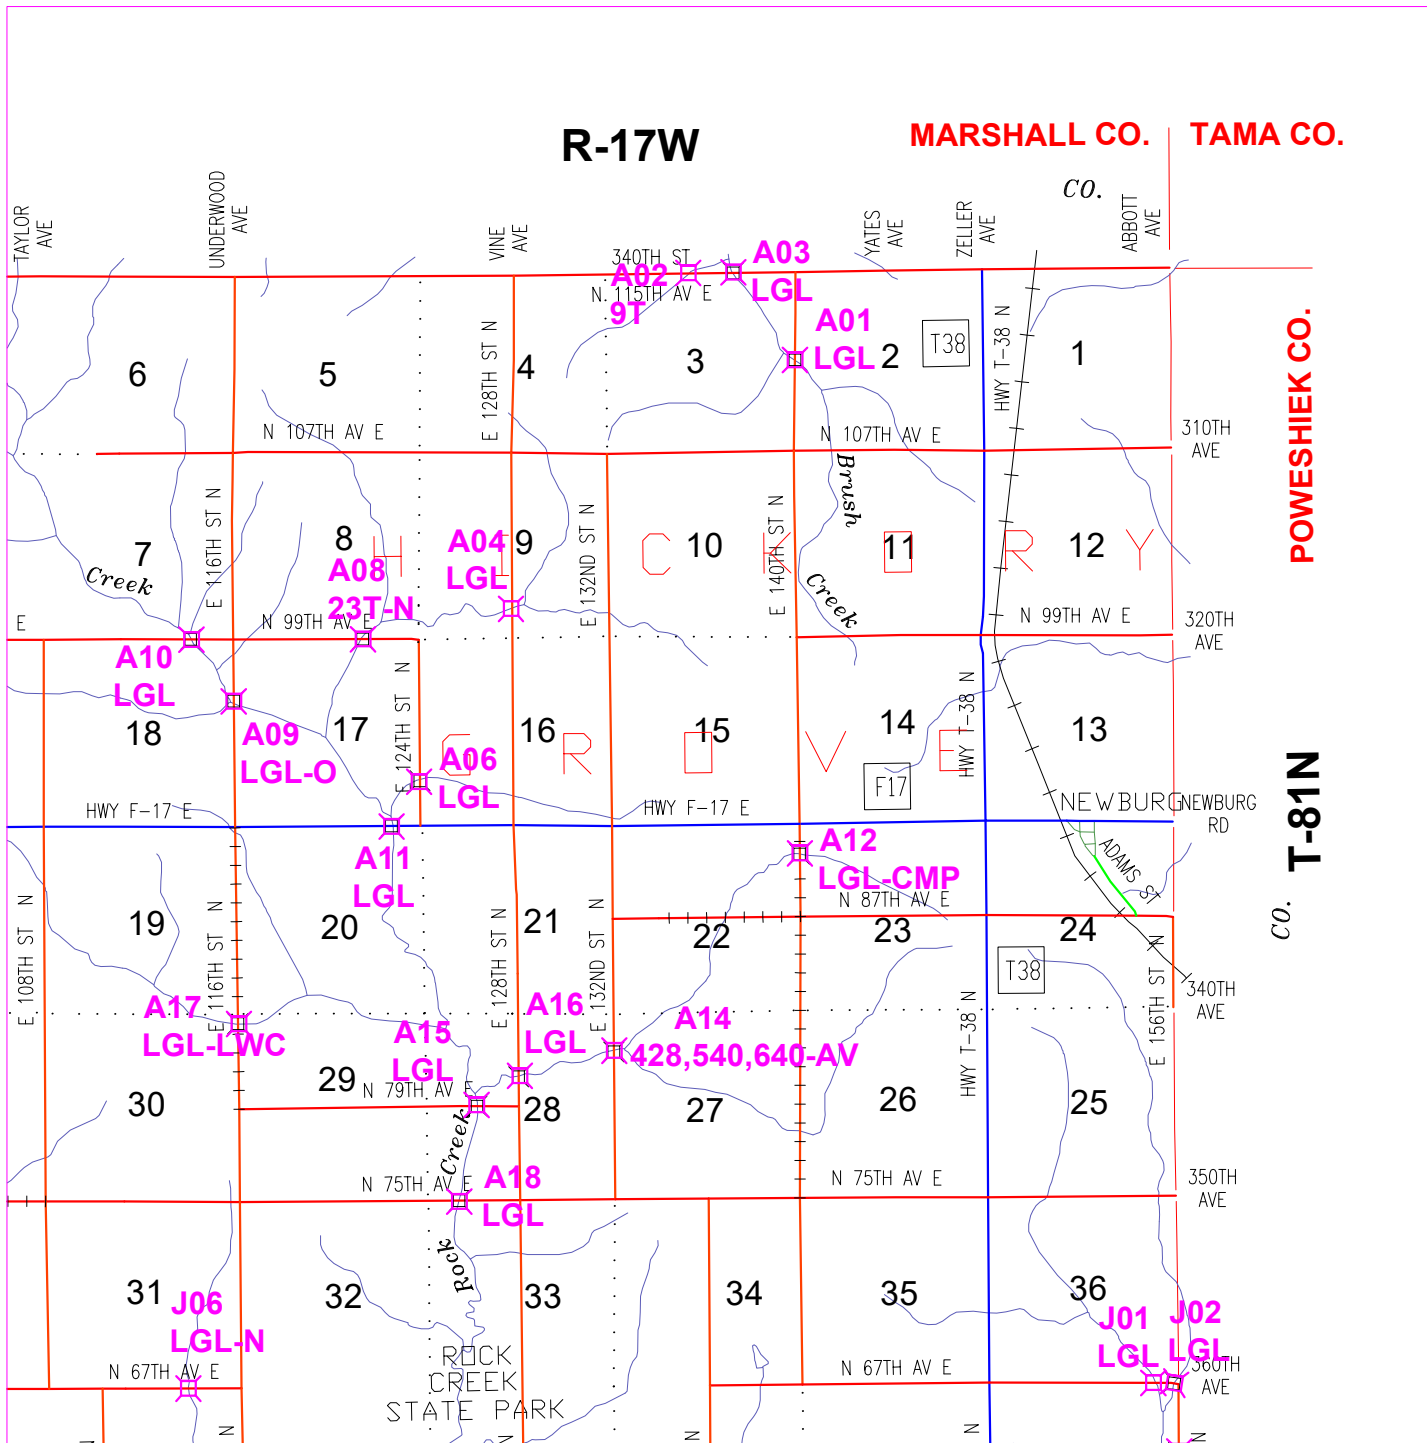 R-17W
MARSHALL CO.
TAMA CO.
CO.
TAYLOR
AVE
UNDERWOOD
AVE
VINE
AVE
YATES
AVE
ZELLER
AVE
ABBOTT
AVE
340TH ST
A02
9T
N. 115TH AV E
A03
LGL
A01
LGL
T38
HWY T-38 N
6
5
4
3
2
1
E 128TH ST N
POWESHIEK CO.
N 107TH AV E
N 107TH AV E
310TH
AVE
Brush
Creek
7
8
9
10
11
12
HICKORY
Creek
E 116TH ST N
A08
23T-N
A04
LGL
E 132ND ST N
E 140TH ST N
E
N 99TH AV E
N 99TH AV E
320TH
AVE
A10
LGL
A09
LGL-O
E 124TH ST N
A06
LGL
18
17
16
15
14
13
GROVE
HWY T-38 N
F17
T-81N
HWY F-17 E
HWY F-17 E
NEWBURG
NEWBURG
RD
ADAMS ST
A11
LGL
A12
LGL-CMP
N 87TH AV E
19
20
21
22
23
24
CO.
E 108TH ST N
E 116TH ST N
E 128TH ST N
E 132ND ST N
T38
HWY T-38 N
E 156TH ST N
340TH
AVE
A17
LGL-LWC
A15
LGL
A16
LGL
A14
428,540,640-AV
N 79TH AV E
30
29
28
27
26
25
Rock Creek
N 75TH AV E
N 75TH AV E
350TH
AVE
A18
LGL
31
32
33
34
35
36
J06
LGL-N
J01
LGL
J02
LGL
ROCK
CREEK
STATE PARK
N 67TH AV E
N 67TH AV E
360TH
AVE
N
N
N
N
N
N